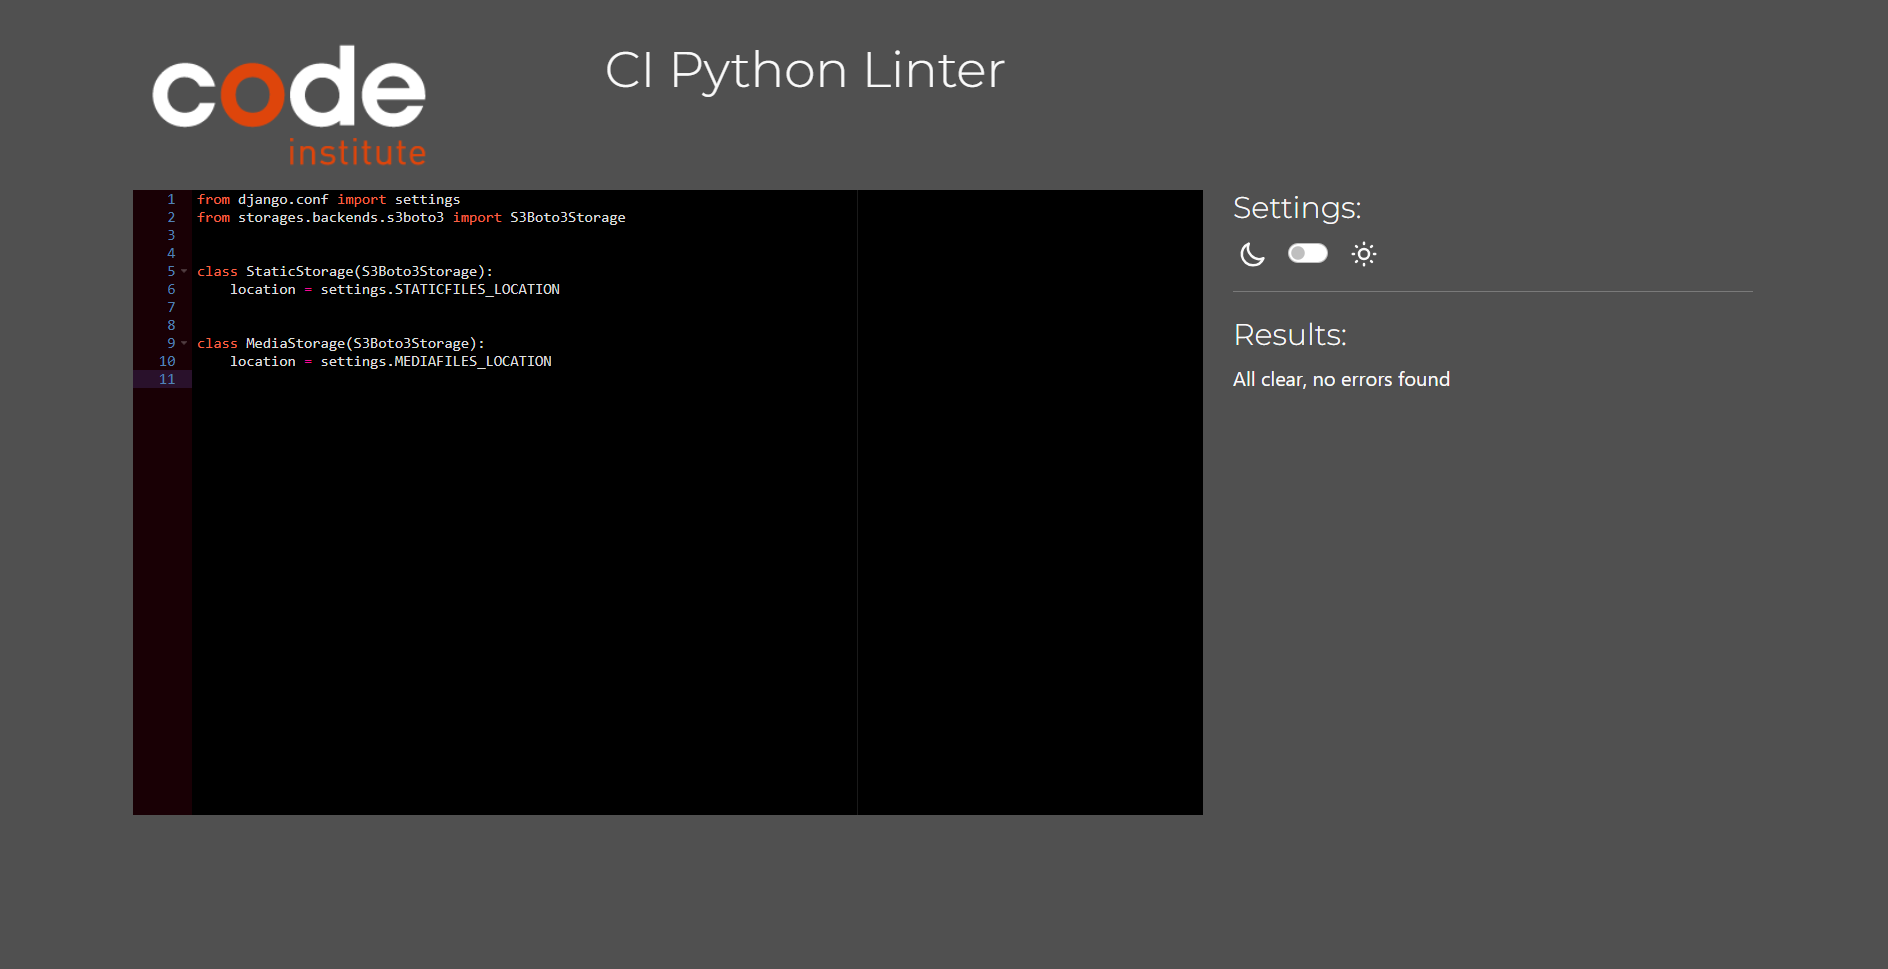 code
institute
CI Python Linter
1 from django.conf import settings
2 from storages.backends.s3boto3 import S3Boto3Storage
3
4
5 class StaticStorage(S3Boto3Storage):
6     location = settings.STATICFILES_LOCATION
7
8
9 class MediaStorage(S3Boto3Storage):
10     location = settings.MEDIAFILES_LOCATION
11
Settings:
Results:
All clear, no errors found